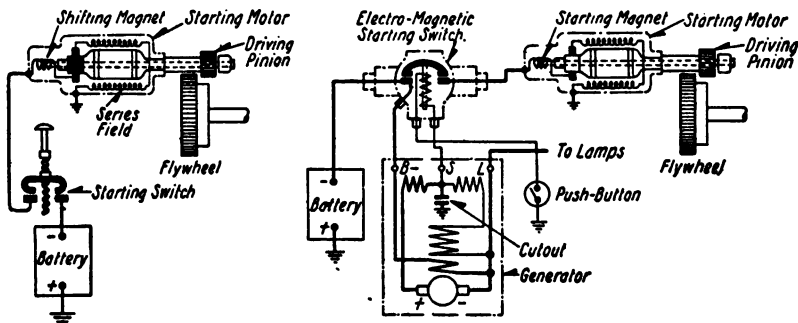 Shifting Magnet
Starting Motor
Driving
Pinion
Series
Field
Flywheel
Starting Switch
-
Battery
+
Electro-Magnetic
Starting Switch
Starting Magnet
Starting Motor
Driving
Pinion
Flywheel
-
Battery
+
B- S L
To Lamps
Push-Button
Cutout
Generator
+ -